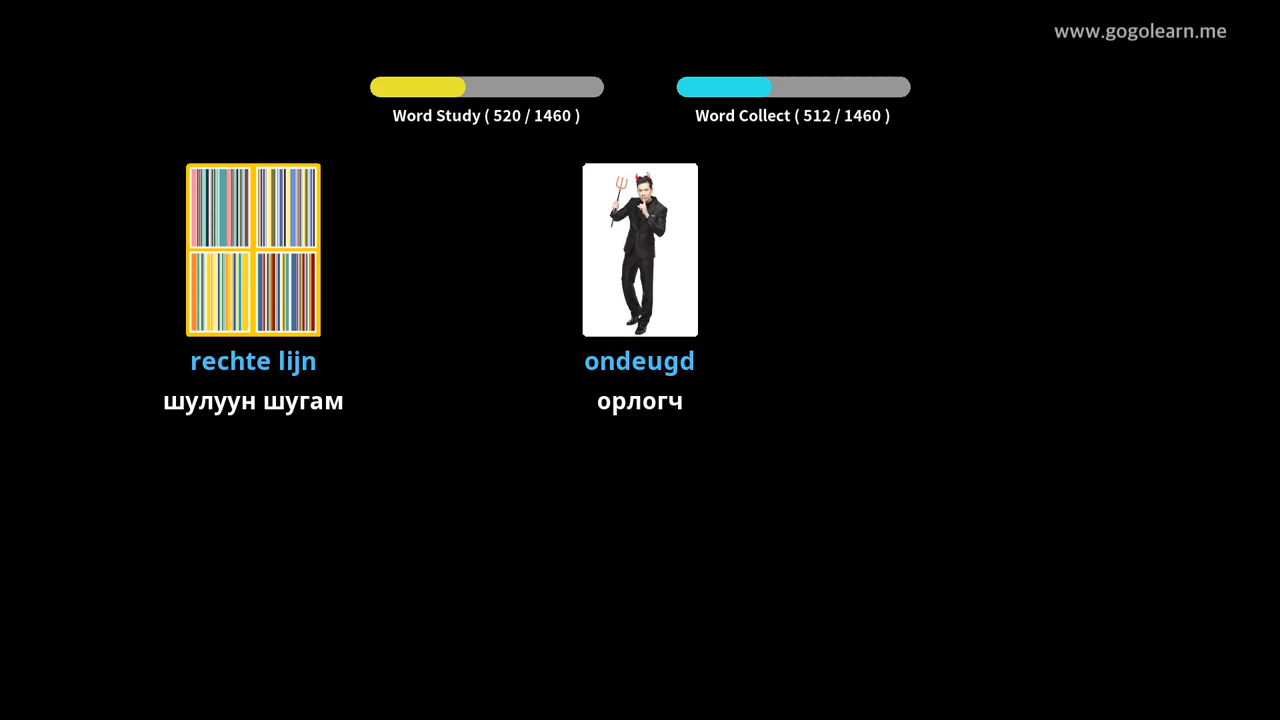 www.gogolearn.me
Word Study ( 520 / 1460 )
Word Collect ( 512 / 1460 )
rechte lijn
шулуун шугам
ondeugd
орлогч